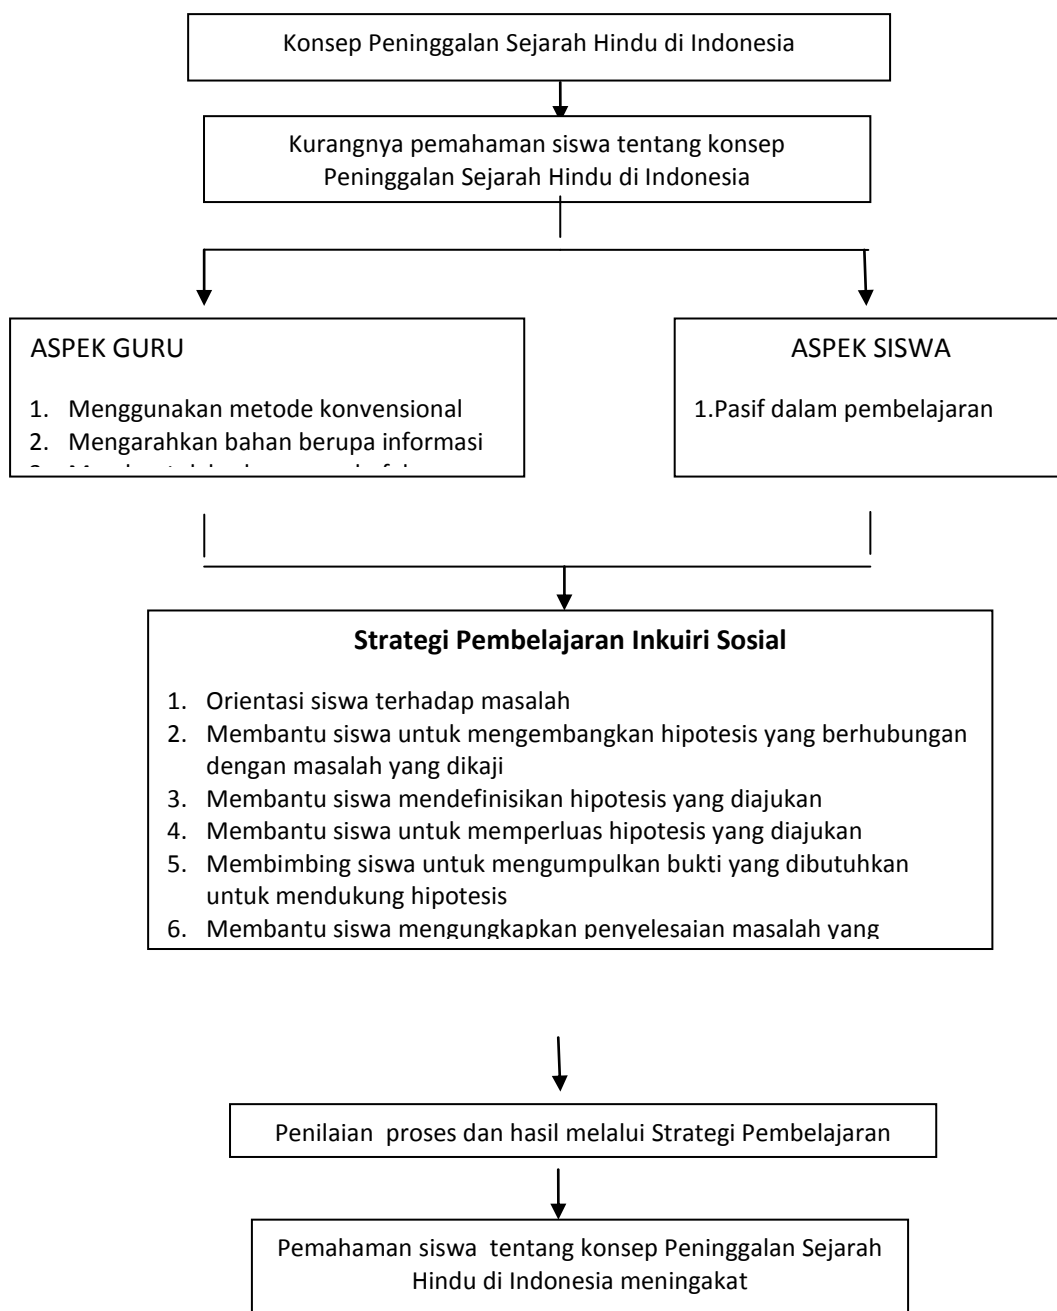 Konsep Peninggalan Sejarah Hindu di Indonesia
Kurangnya pemahaman siswa tentang konsep
Peninggalan Sejarah Hindu di Indonesia
ASPEK GURU
1. Menggunakan metode konvensional
2. Mengarahkan bahan berupa informasi
ASPEK SISWA
1.Pasif dalam pembelajaran
Strategi Pembelajaran Inkuiri Sosial
1. Orientasi siswa terhadap masalah
2. Membantu siswa untuk mengembangkan hipotesis yang berhubungan
dengan masalah yang dikaji
3. Membantu siswa mendefinisikan hipotesis yang diajukan
4. Membantu siswa untuk memperluas hipotesis yang diajukan
5. Membimbing siswa untuk mengumpulkan bukti yang dibutuhkan
untuk mendukung hipotesis
6. Membantu siswa mengungkapkan penyelesaian masalah yang
Penilaian proses dan hasil melalui Strategi Pembelajaran
Pemahaman siswa tentang konsep Peninggalan Sejarah
Hindu di Indonesia meningakat